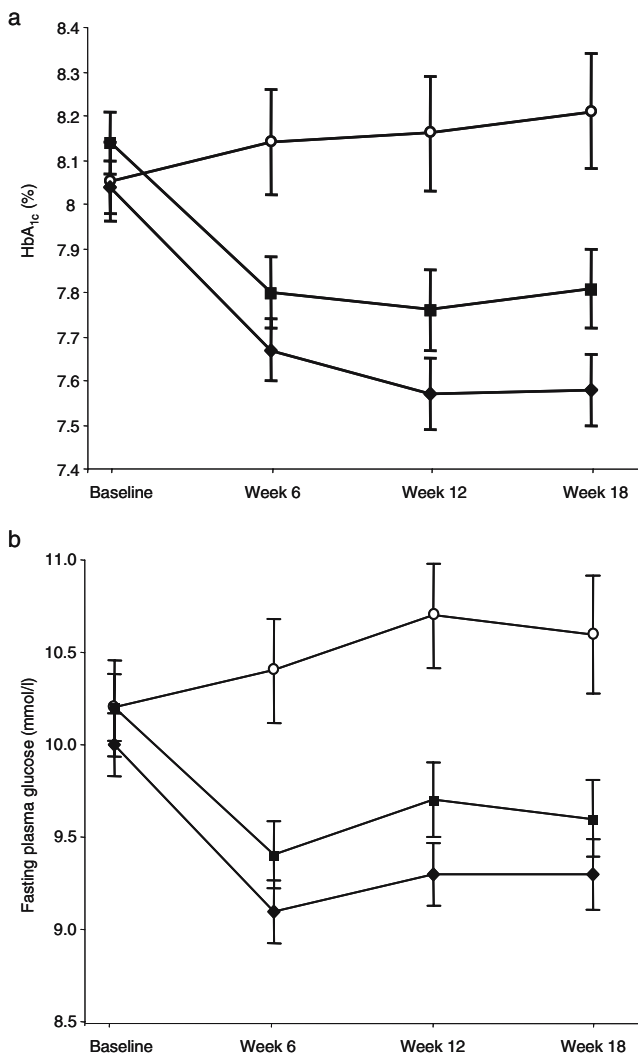 a
HbA1c (%)
8.4
8.3
8.2
8.1
8
7.9
7.8
7.7
7.6
7.5
7.4
Baseline Week 6 Week 12 Week 18
b
Fasting plasma glucose (mmol/l)
11.0
10.5
10.0
9.5
9.0
8.5
Baseline Week 6 Week 12 Week 18